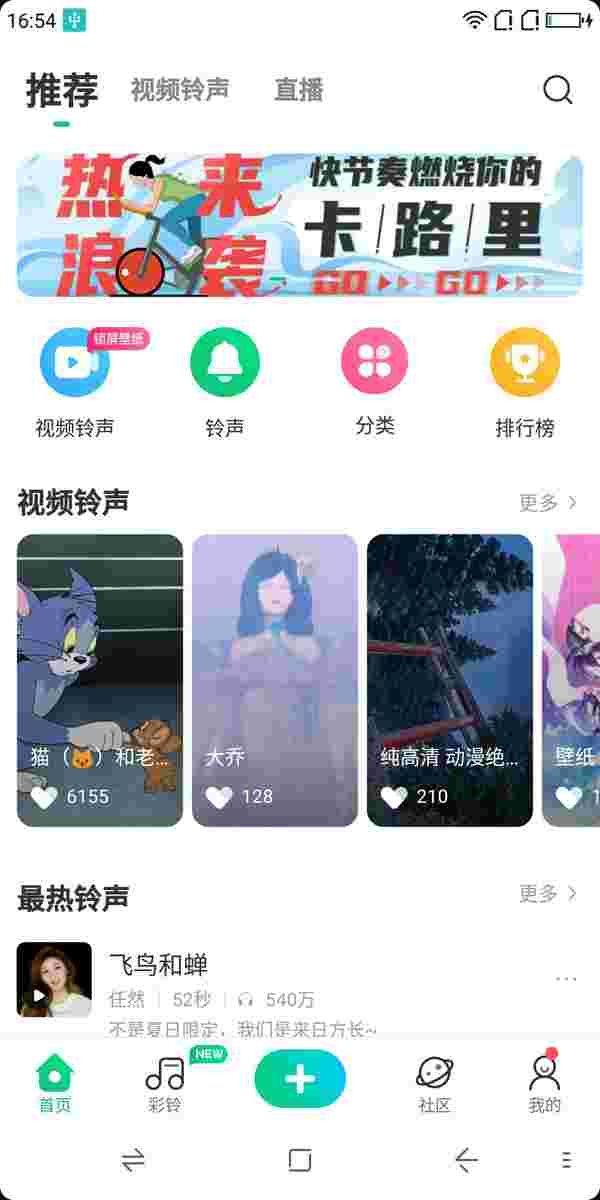 16:54
推荐 视频铃声 直播
热 来 快节奏燃烧你的
浪 袭 卡 路 里
GO GO
锁屏壁纸
视频铃声 铃声 分类 排行榜
视频铃声 更多
猫（🐱）和老... 大乔 纯高清 动漫绝... 壁纸
6155 128 210 1
最热铃声 更多
飞鸟和蝉
任然 52秒 540万
不是夏日限定，我们是来日方长~
NEW
首页 彩铃 社区 我的